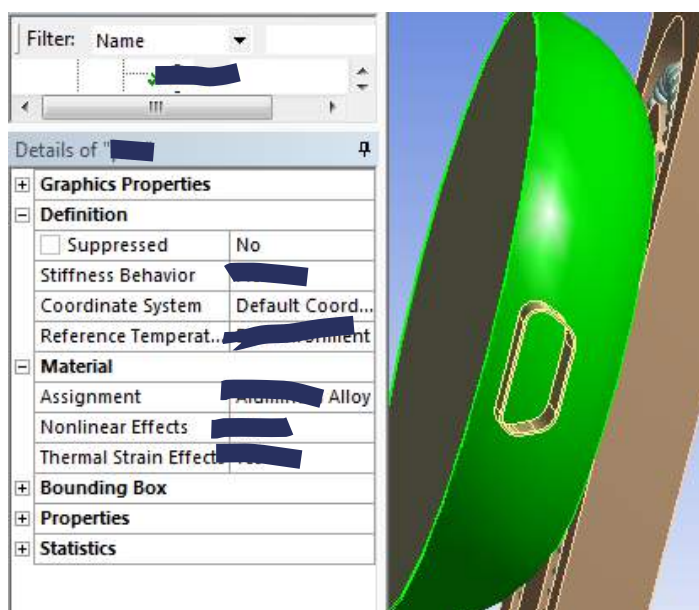 Filter: Name
Details of "
Graphics Properties
Definition
Suppressed No
Stiffness Behavior
Coordinate System Default Coord...
Reference Temperat...
Material
Assignment Alloy
Nonlinear Effects
Thermal Strain Effects
Bounding Box
Properties
Statistics